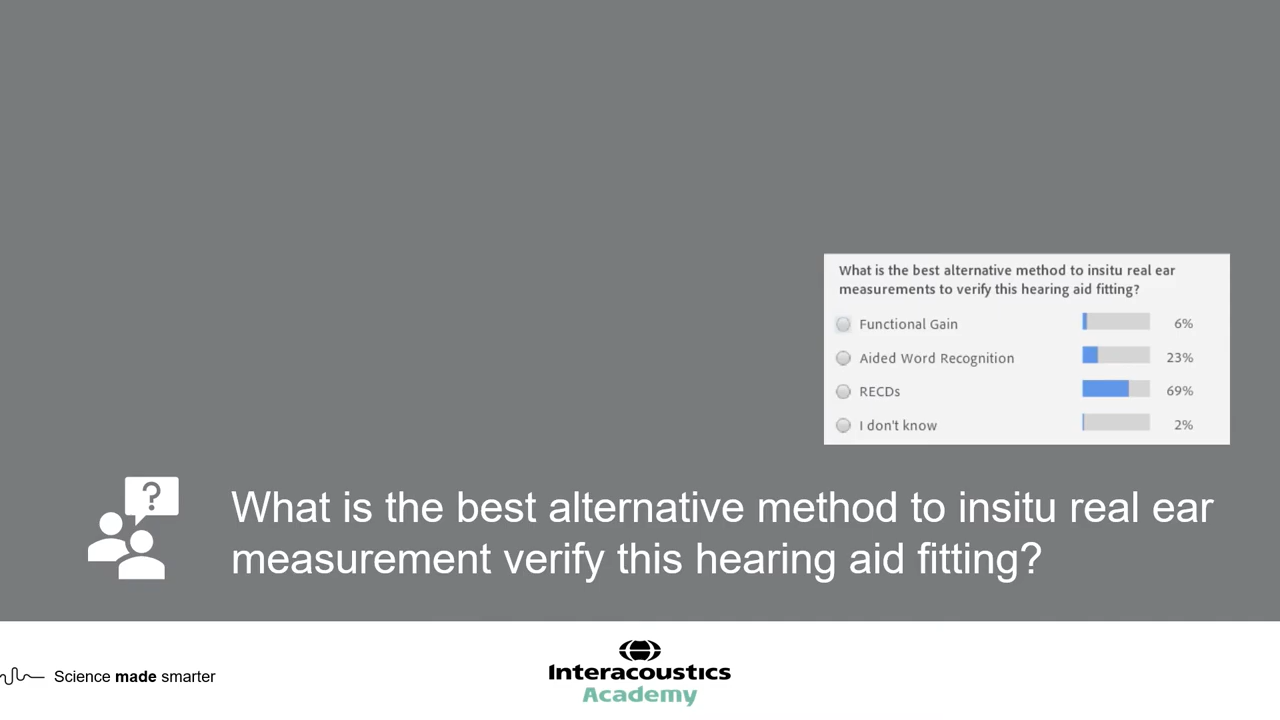 What is the best alternative method to insitu real ear
measurements to verify this hearing aid fitting?
Functional Gain 6%
Aided Word Recognition 23%
RECDs 69%
I don't know 2%
?
What is the best alternative method to insitu real ear
measurement verify this hearing aid fitting?
Science made smarter
Interacoustics
Academy